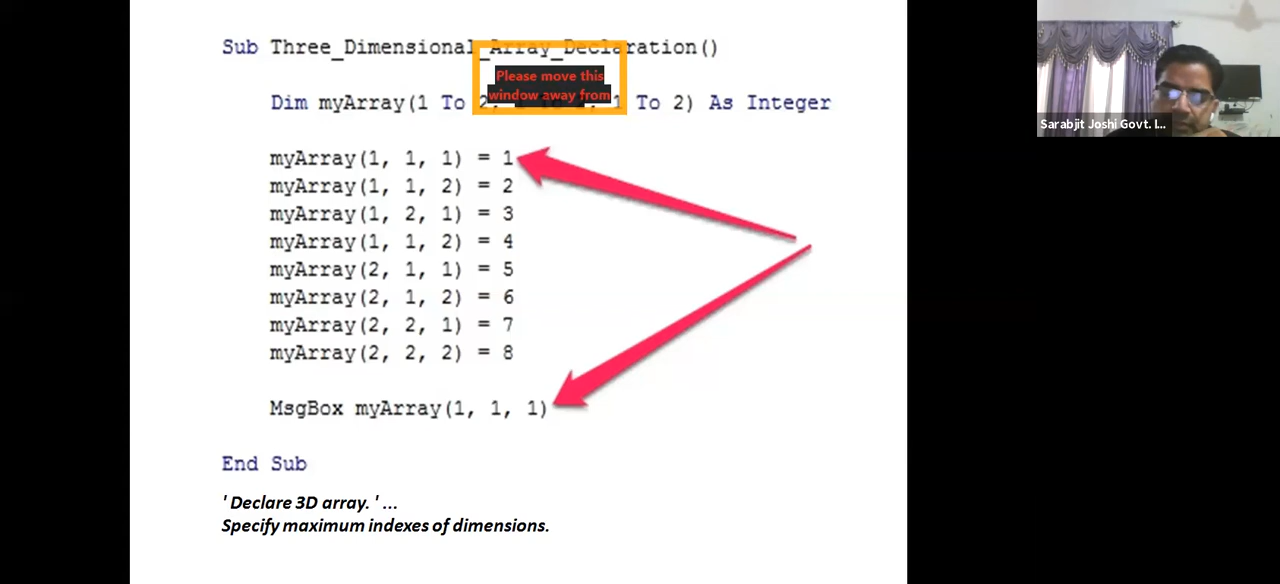 Sub Three_Dimensional_Array_Declaration()
Please move this
window away from
Dim myArray(1 To 2, 1 To 2) As Integer
myArray(1, 1, 1) = 1
myArray(1, 1, 2) = 2
myArray(1, 2, 1) = 3
myArray(1, 1, 2) = 4
myArray(2, 1, 1) = 5
myArray(2, 1, 2) = 6
myArray(2, 2, 1) = 7
myArray(2, 2, 2) = 8
MsgBox myArray(1, 1, 1)
End Sub
' Declare 3D array. ' ...
Specify maximum indexes of dimensions.
Sarabjit Joshi Govt. I...